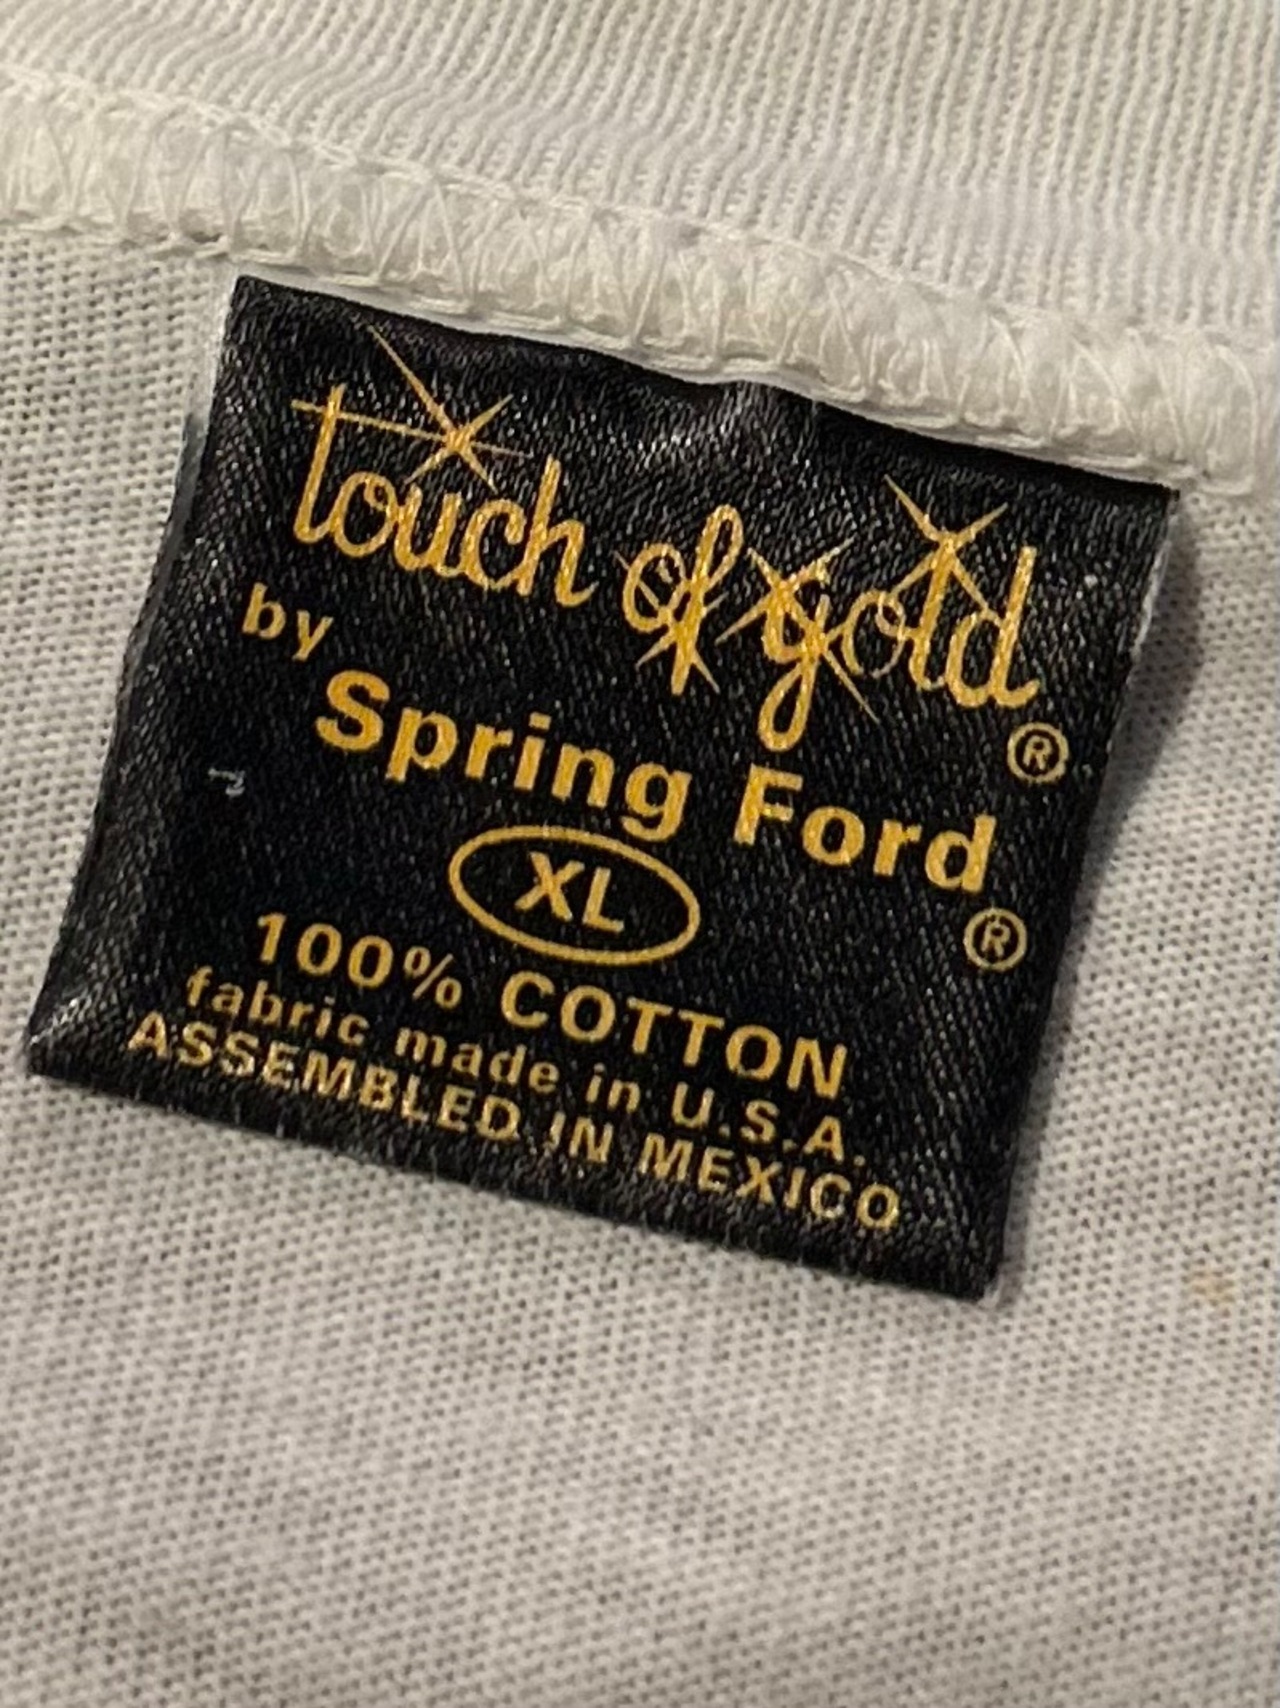 touch of gold ®
by
Spring Ford ®
XL
100% COTTON
fabric made in U.S.A.
ASSEMBLED IN MEXICO